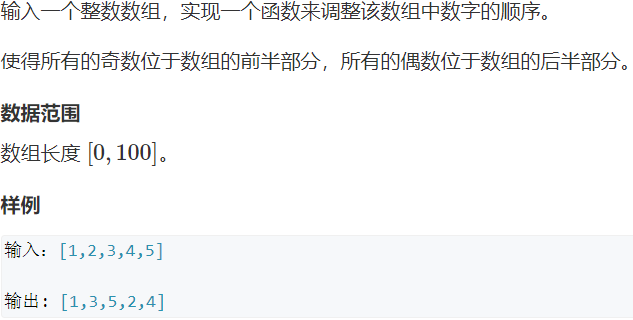 输入一个整数数组，实现一个函数来调整该数组中数字的顺序。
使得所有的奇数位于数组的前半部分，所有的偶数位于数组的后半部分。
数据范围
数组长度 [0,100]。
样例
输入：[1,2,3,4,5]
输出: [1,3,5,2,4]